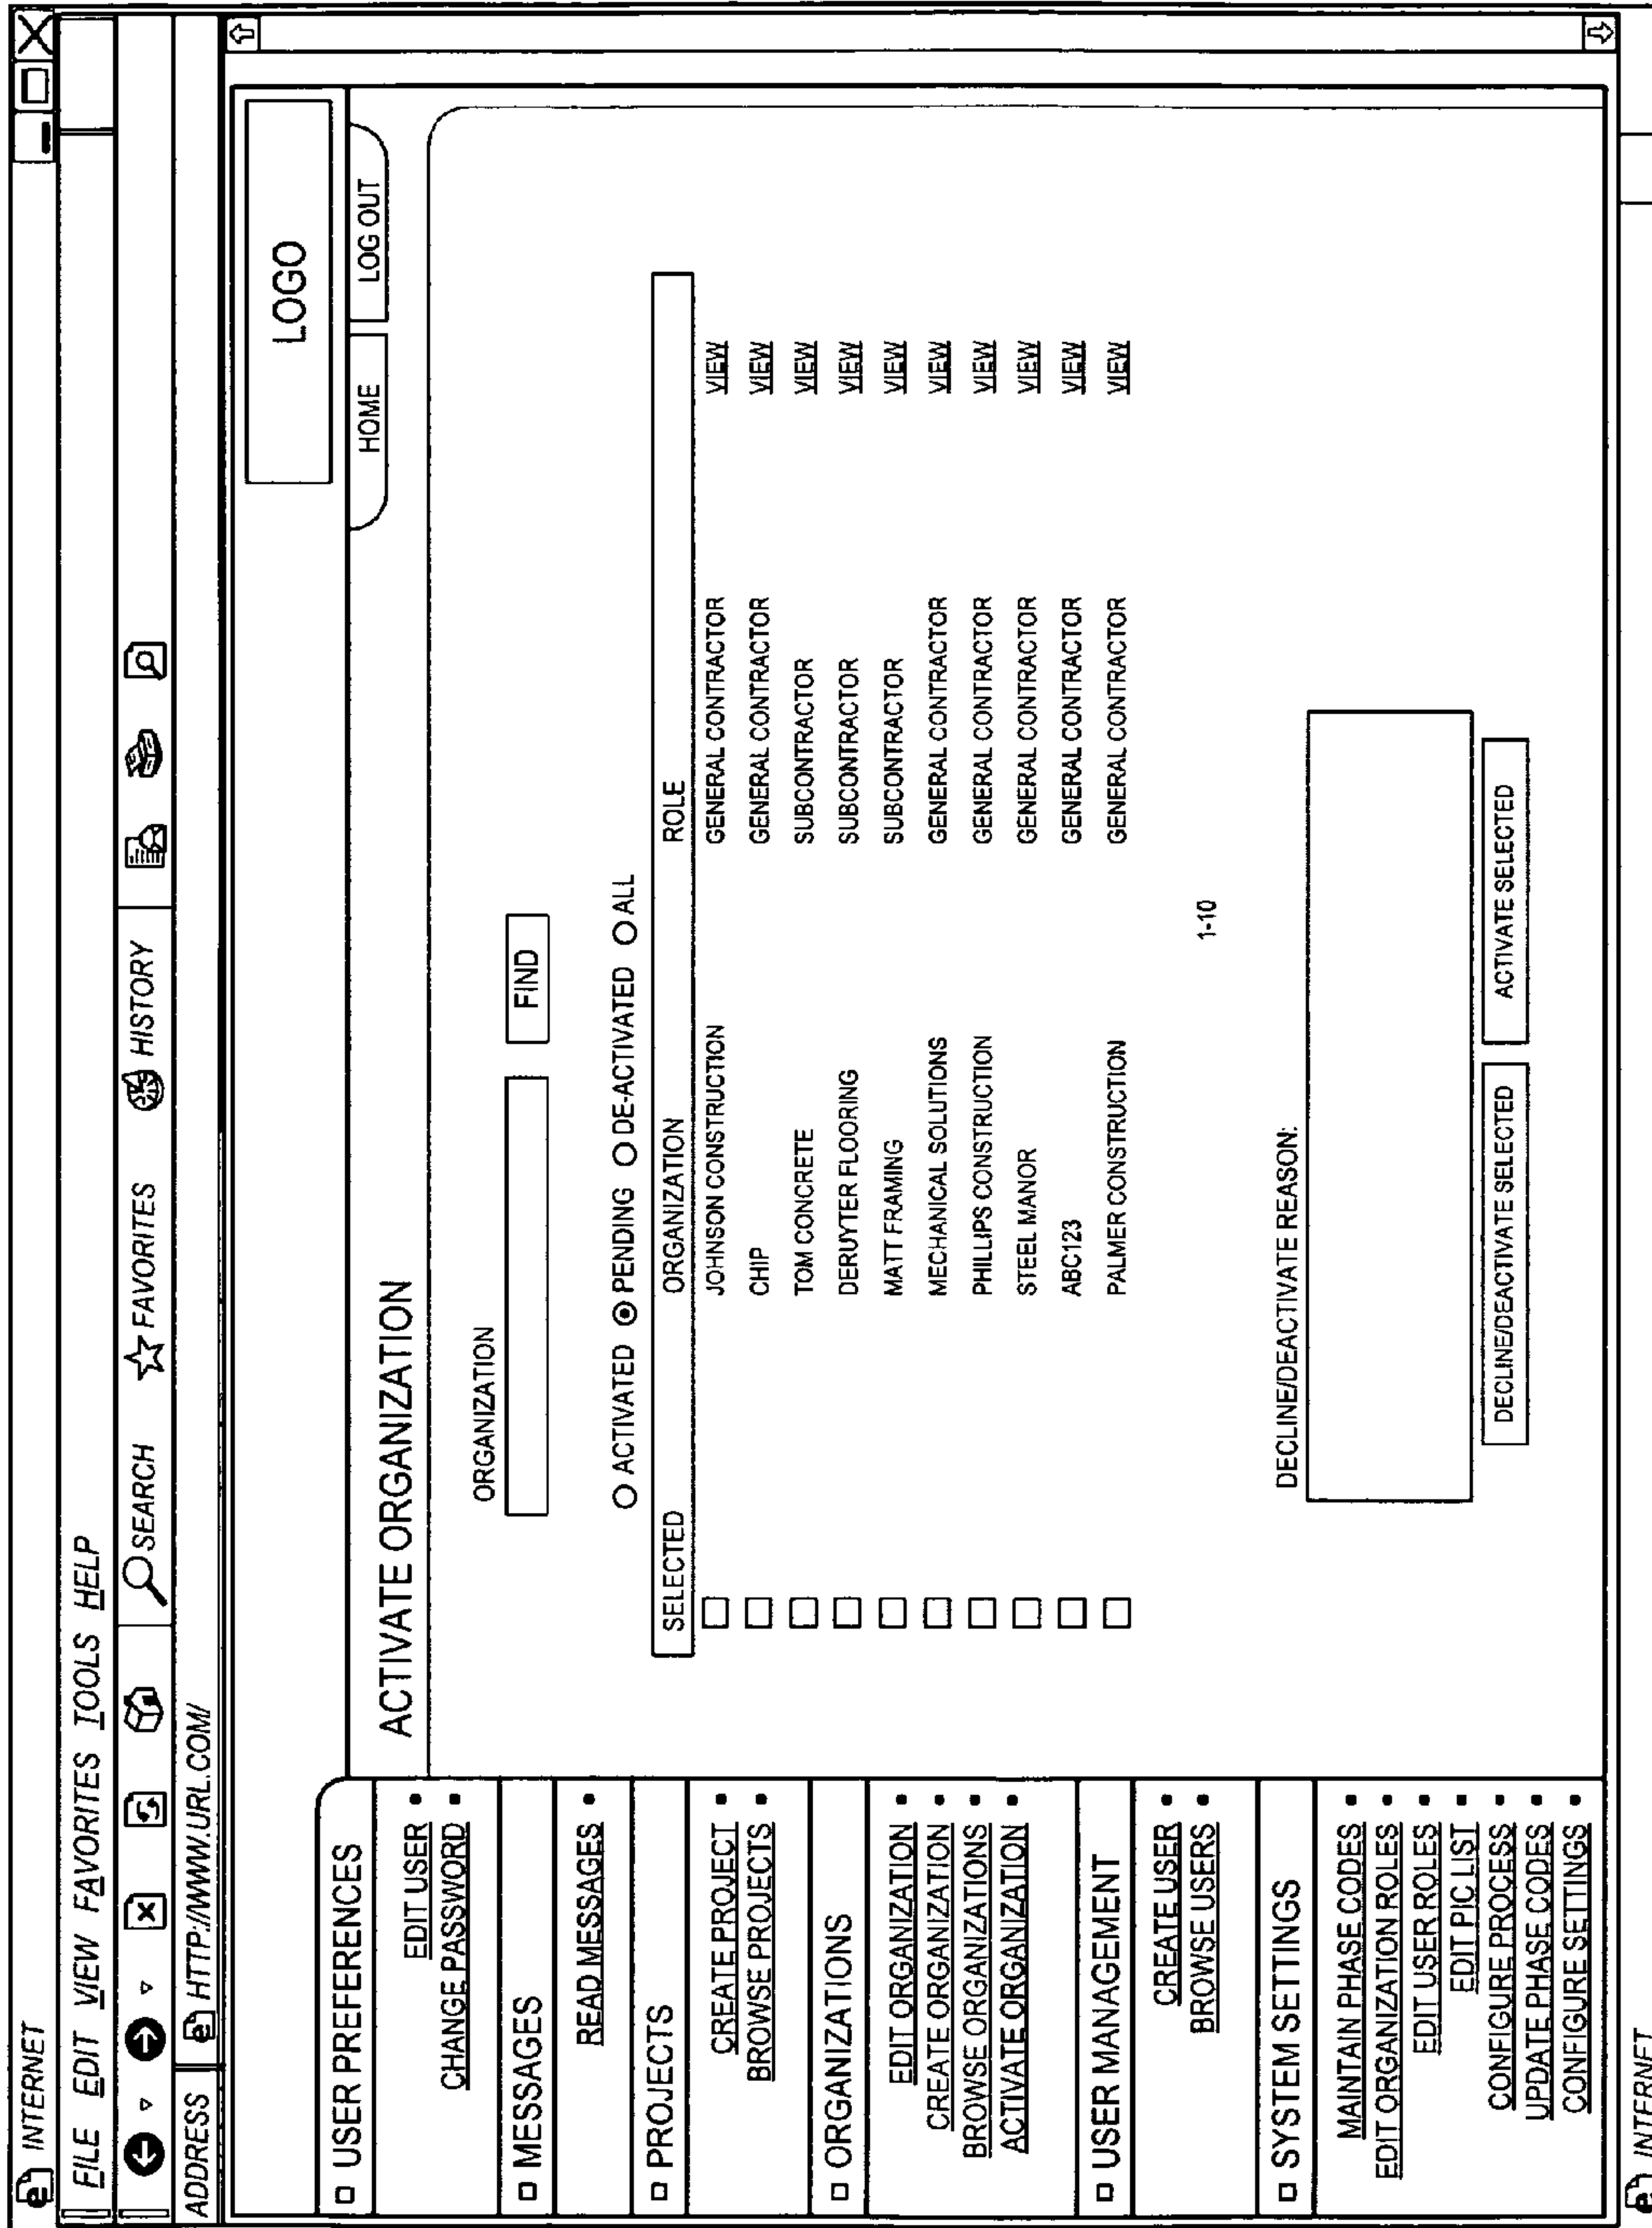 INTERNET
FILE EDIT VIEW FAVORITES TOOLS HELP
SEARCH FAVORITES HISTORY
ADDRESS HTTP://WWW.URL.COM/
LOGO
HOME LOG OUT
USER PREFERENCES
EDIT USER
CHANGE PASSWORD
MESSAGES
READ MESSAGES
PROJECTS
CREATE PROJECT
BROWSE PROJECTS
ORGANIZATIONS
EDIT ORGANIZATION
CREATE ORGANIZATION
BROWSE ORGANIZATIONS
ACTIVATE ORGANIZATION
USER MANAGEMENT
CREATE USER
BROWSE USERS
SYSTEM SETTINGS
MAINTAIN PHASE CODES
EDIT ORGANIZATION ROLES
EDIT USER ROLES
EDIT PIC LIST
CONFIGURE PROCESS
UPDATE PHASE CODES
CONFIGURE SETTINGS
ACTIVATE ORGANIZATION
ORGANIZATION
FIND
ACTIVATED PENDING DE-ACTIVATED ALL
SELECTED ORGANIZATION ROLE
JOHNSON CONSTRUCTION GENERAL CONTRACTOR VIEW
CHIP GENERAL CONTRACTOR VIEW
TOM CONCRETE SUBCONTRACTOR VIEW
DERUYTER FLOORING SUBCONTRACTOR VIEW
MATT FRAMING SUBCONTRACTOR VIEW
MECHANICAL SOLUTIONS GENERAL CONTRACTOR VIEW
PHILLIPS CONSTRUCTION GENERAL CONTRACTOR VIEW
STEEL MANOR GENERAL CONTRACTOR VIEW
ABC123 GENERAL CONTRACTOR VIEW
PALMER CONSTRUCTION GENERAL CONTRACTOR VIEW
1-10
DECLINE/DEACTIVATE REASON:
DECLINE/DEACTIVATE SELECTED ACTIVATE SELECTED
INTERNET